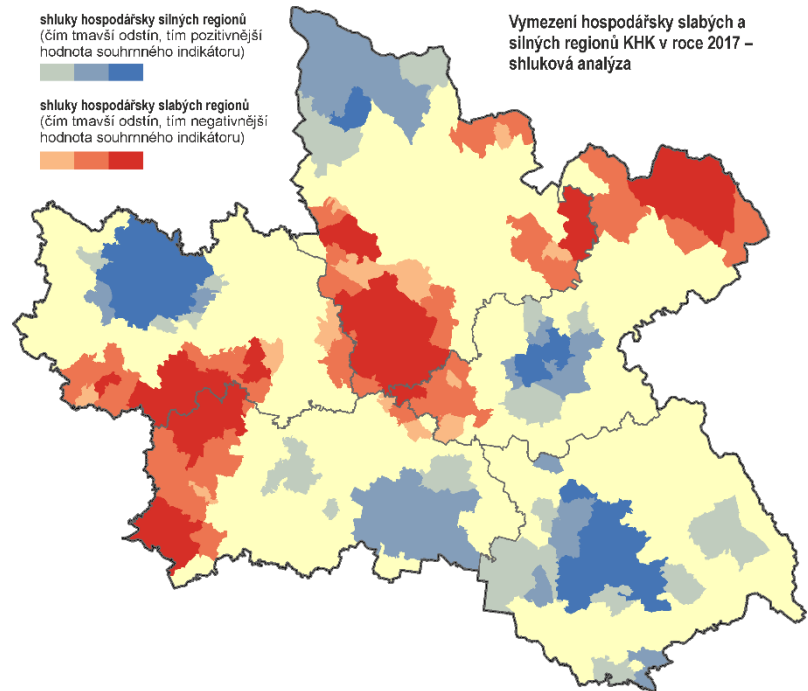 shluky hospodářsky silných regionů
(čím tmavší odstín, tím pozitivnější
hodnota souhrnného indikátoru)
shluky hospodářsky slabých regionů
(čím tmavší odstín, tím negativnější
hodnota souhrnného indikátoru)
Vymezení hospodářsky slabých a
silných regionů KHK v roce 2017 –
shluková analýza